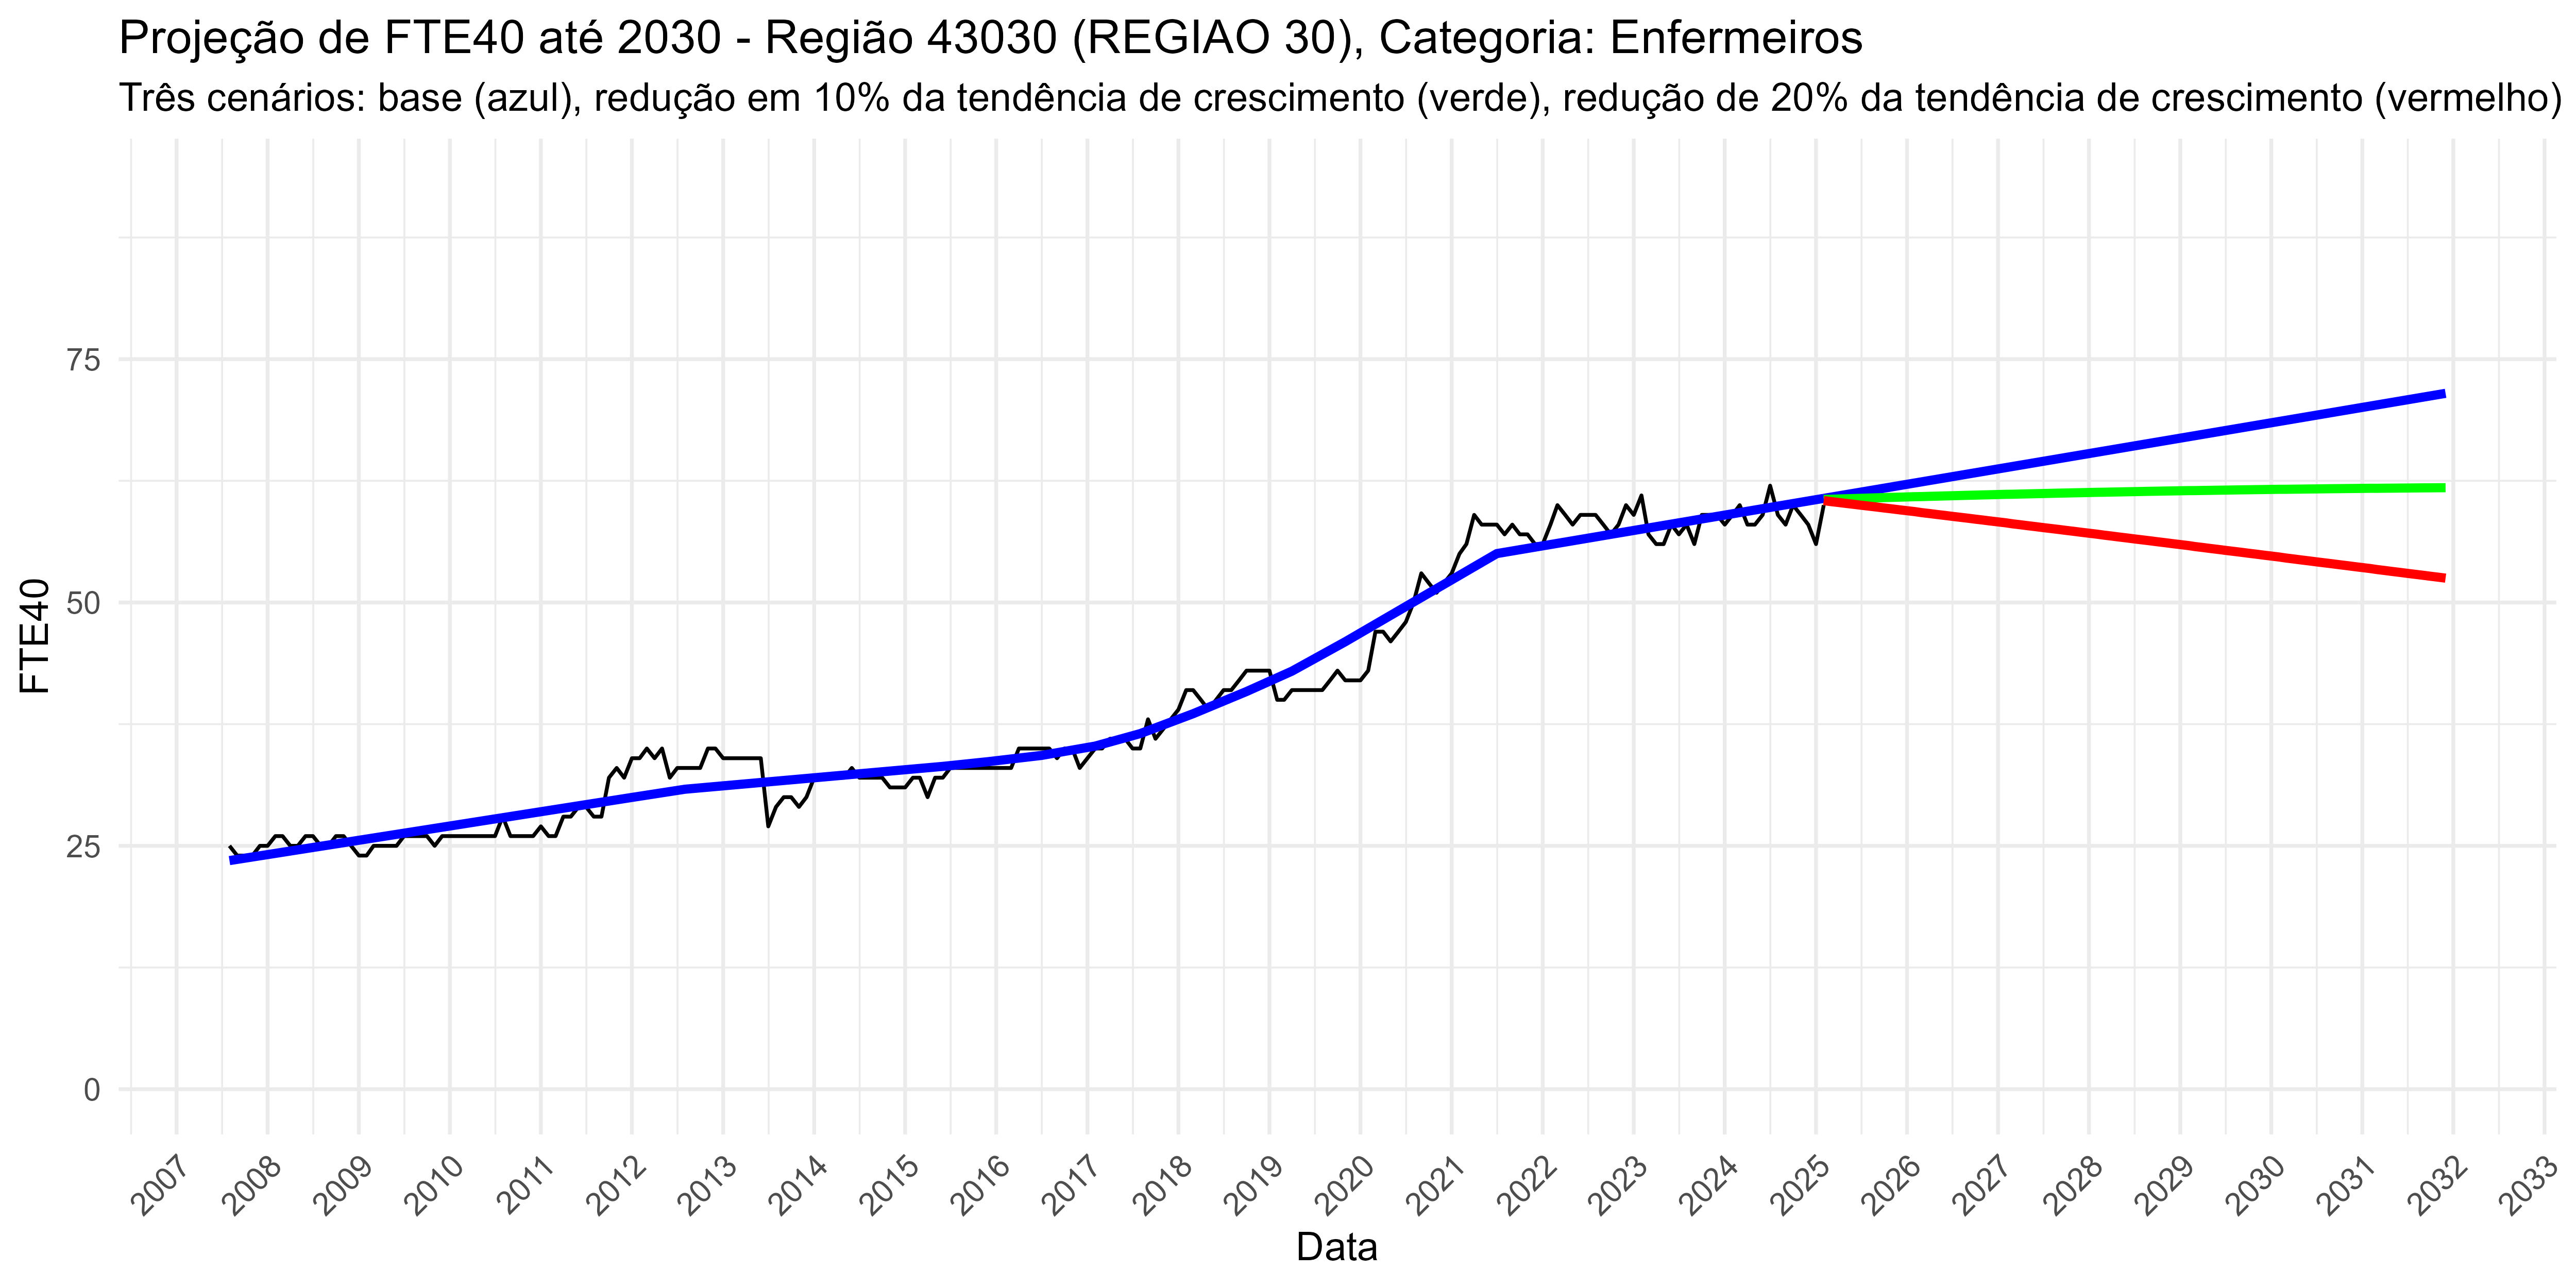 Projeção de FTE40 até 2030 - Região 43030 (REGIAO 30), Categoria: Enfermeiros
Três cenários: base (azul), redução em 10% da tendência de crescimento (verde), redução de 20% da tendência de crescimento (vermelho)
75
50
25
0
FTE40
2007 2008 2009 2010 2011 2012 2013 2014 2015 2016 2017 2018 2019 2020 2021 2022 2023 2024 2025 2026 2027 2028 2029 2030 2031 2032 2033
Data